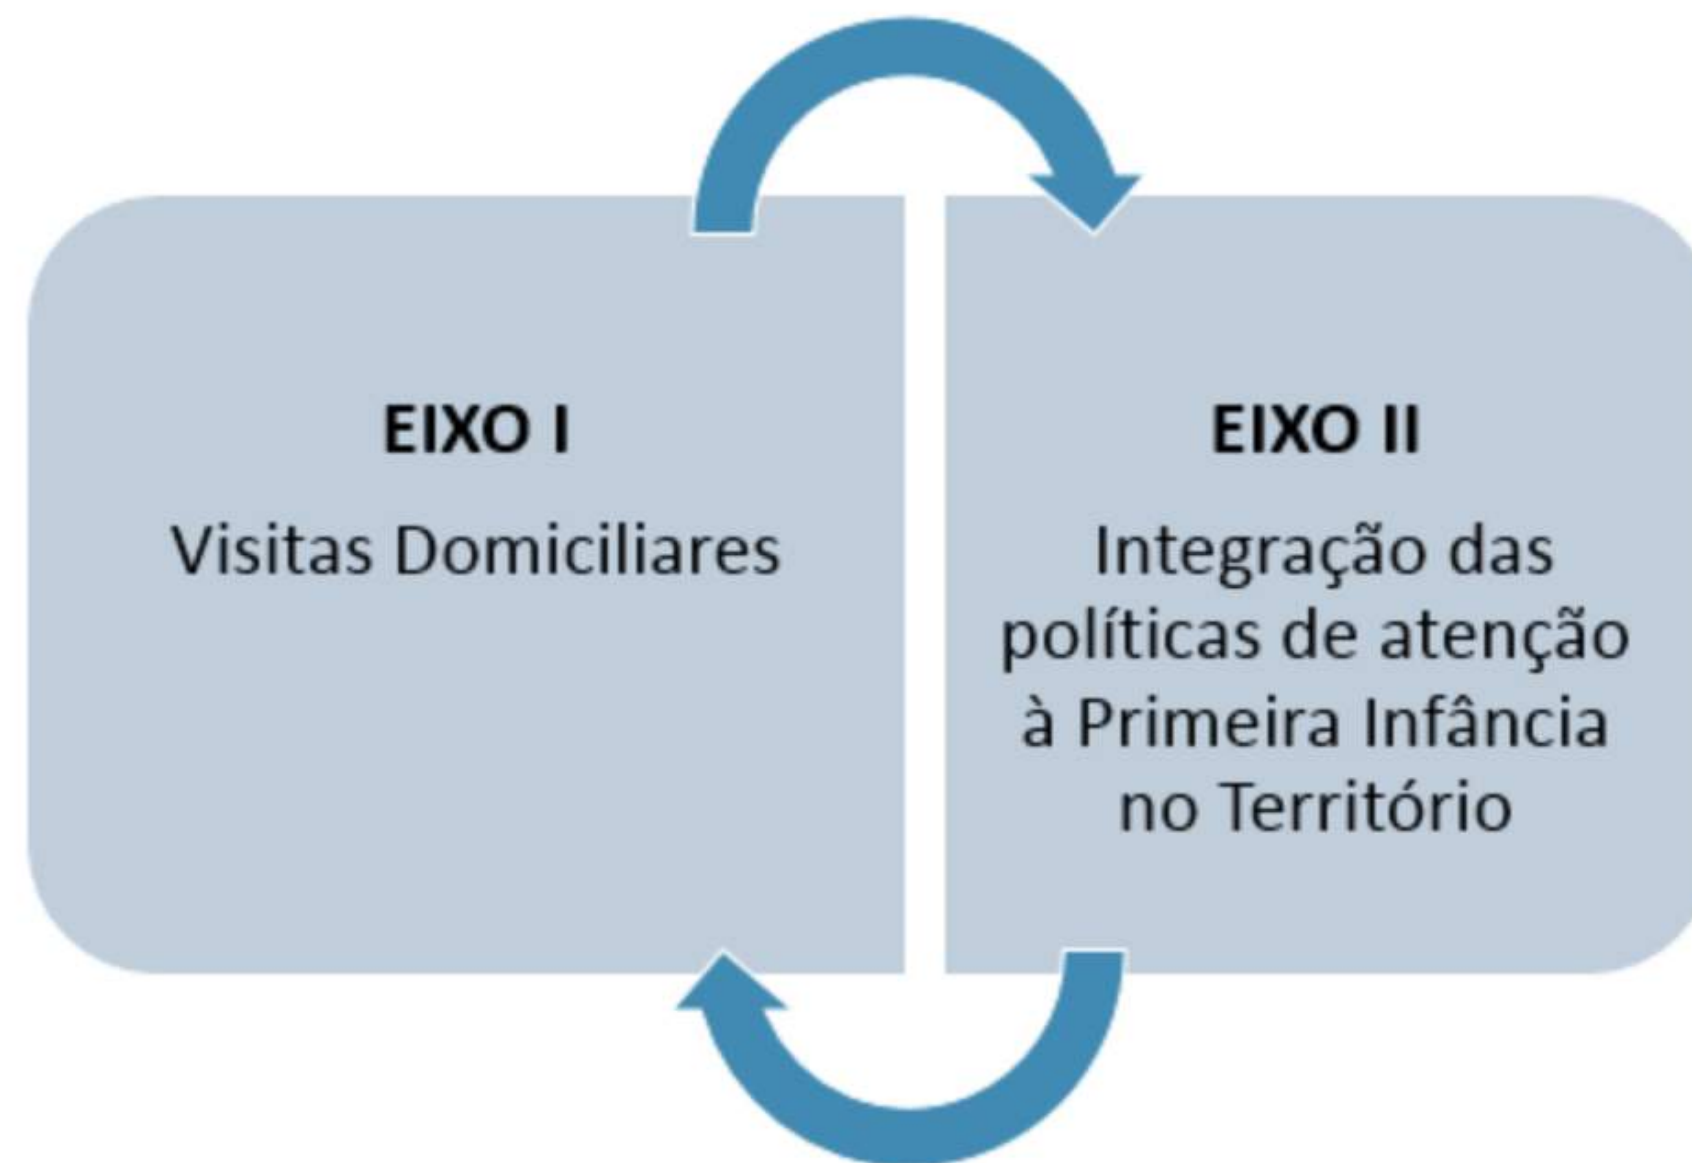 EIXO I
Visitas Domiciliares
EIXO II
Integração das
políticas de atenção
à Primeira Infância
no Território